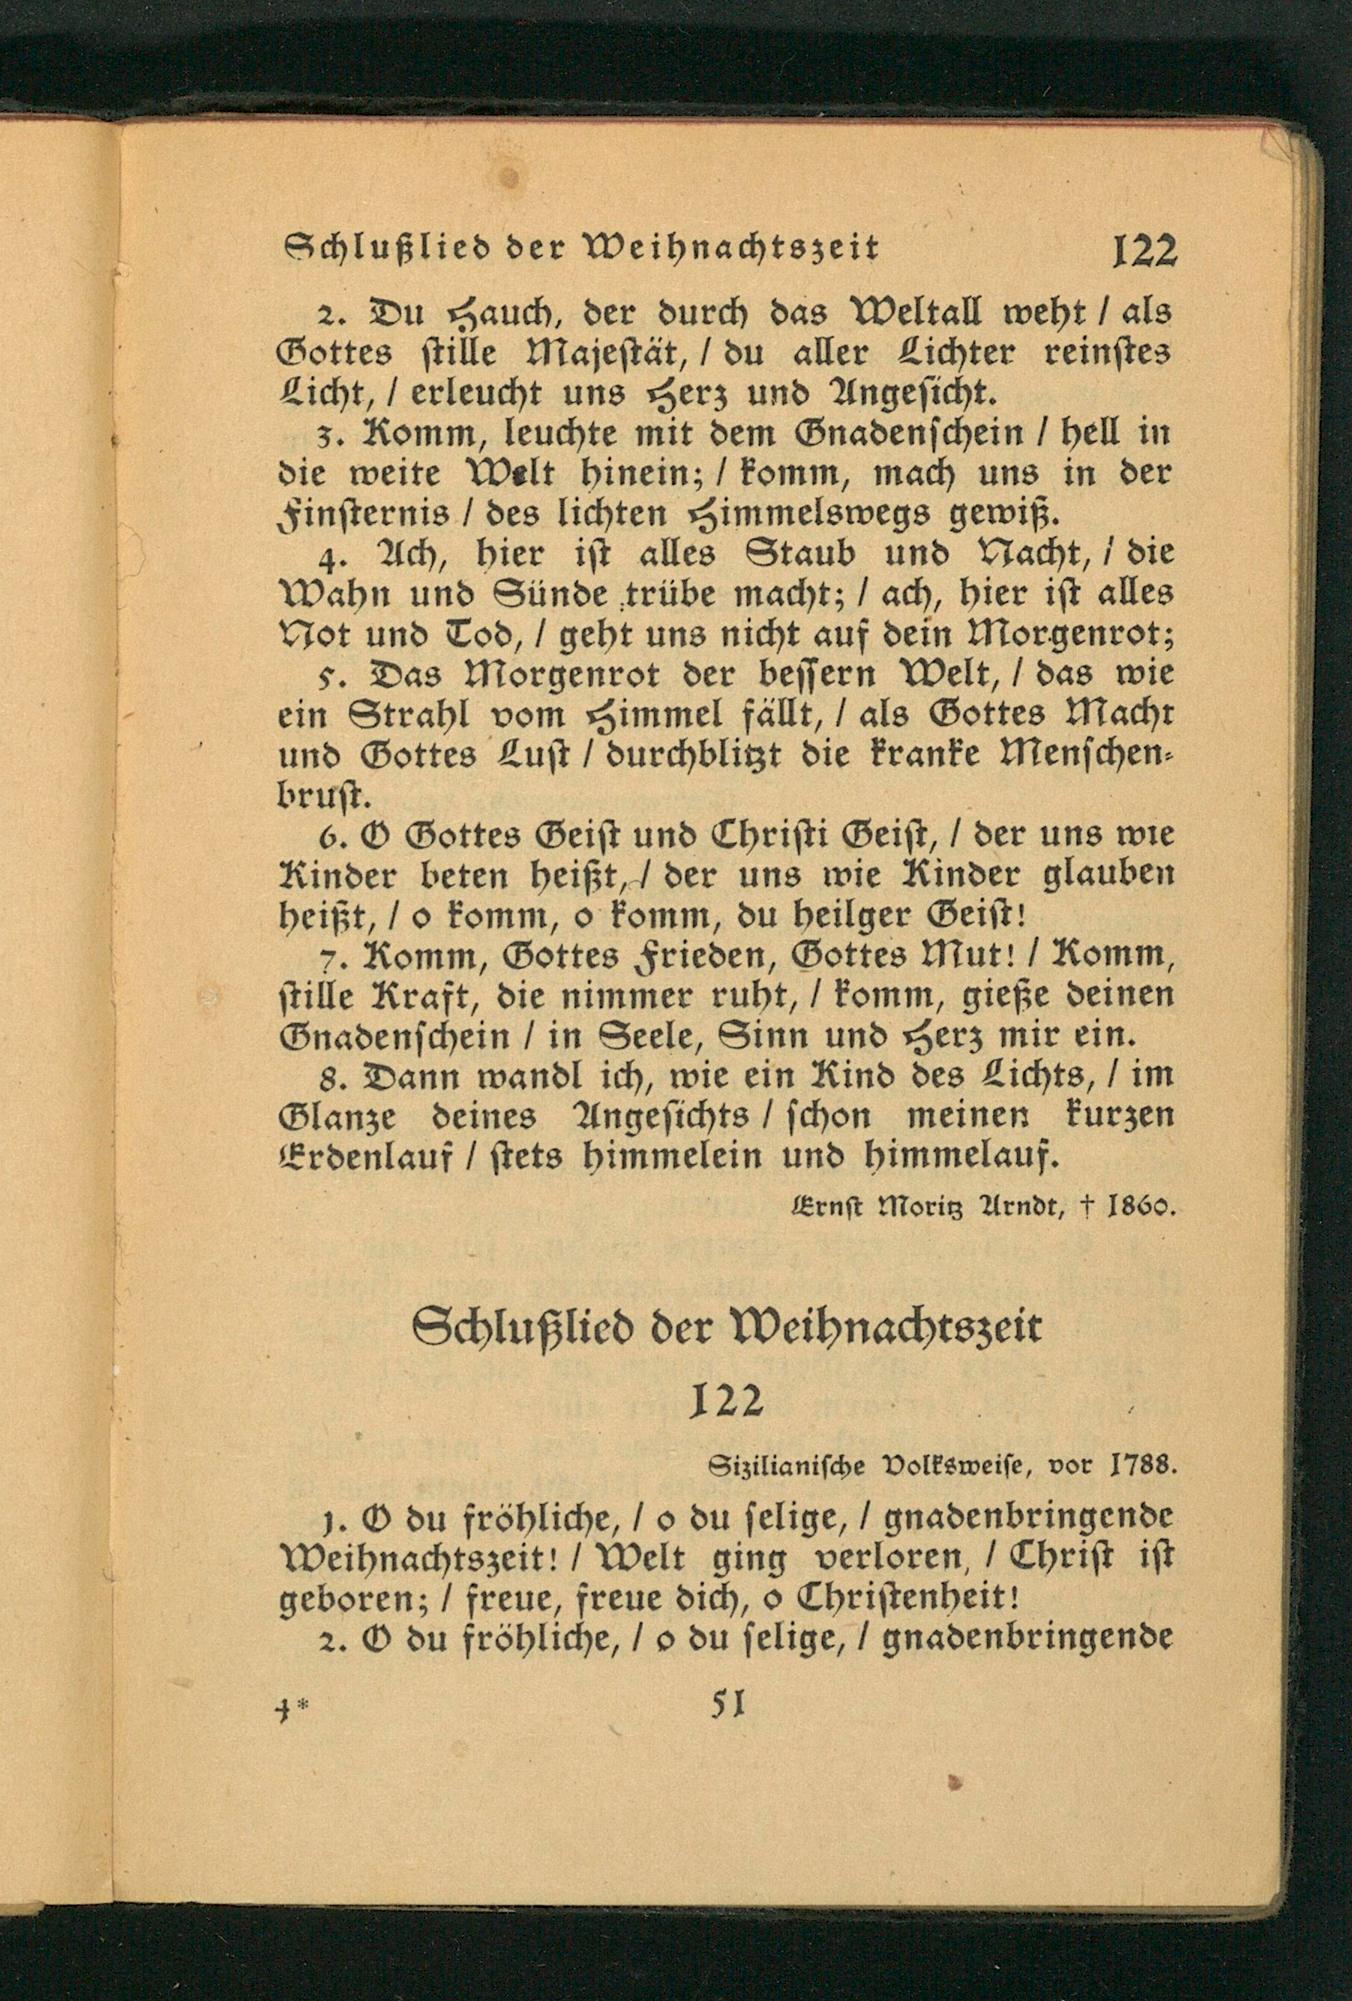 Schlußlied der Weihnachtszeit 122
2. Du Hauch, der durch das Weltall weht / als
Gottes stille Majestät, / du aller Lichter reinstes
Licht, / erleucht uns Herz und Angesicht.
3. Komm, leuchte mit dem Gnadenschein / hell in
die weite Welt hinein; / komm, mach uns in der
Finsternis / des lichten Himmelswegs gewiß.
4. Ach, hier ist alles Staub und Nacht, / die
Wahn und Sünde trübe macht; / ach, hier ist alles
Not und Tod, / geht uns nicht auf dein Morgenrot;
5. Das Morgenrot der bessern Welt, / das wie
ein Strahl vom Himmel fällt, / als Gottes Macht
und Gottes Lust / durchblitzt die kranke Menschen-
brust.
6. O Gottes Geist und Christi Geist, / der uns wie
Kinder beten heißt, / der uns wie Kinder glauben
heißt, / o komm, o komm, du heilger Geist!
7. Komm, Gottes Frieden, Gottes Mut! / Komm,
stille Kraft, die nimmer ruht, / komm, gieße deinen
Gnadenschein / in Seele, Sinn und Herz mir ein.
8. Dann wandl ich, wie ein Kind des Lichts, / im
Glanze deines Angesichts / schon meinen kurzen
Erdenlauf / stets himmelein und himmelauf.
Ernst Moritz Arndt, † 1860.
Schlußlied der Weihnachtszeit
122
Sizilianische Volksweise, vor 1788.
1. O du fröhliche, / o du selige, / gnadenbringende
Weihnachtszeit! / Welt ging verloren, / Christ ist
geboren; / freue, freue dich, o Christenheit!
2. O du fröhliche, / o du selige, / gnadenbringende
4* 51